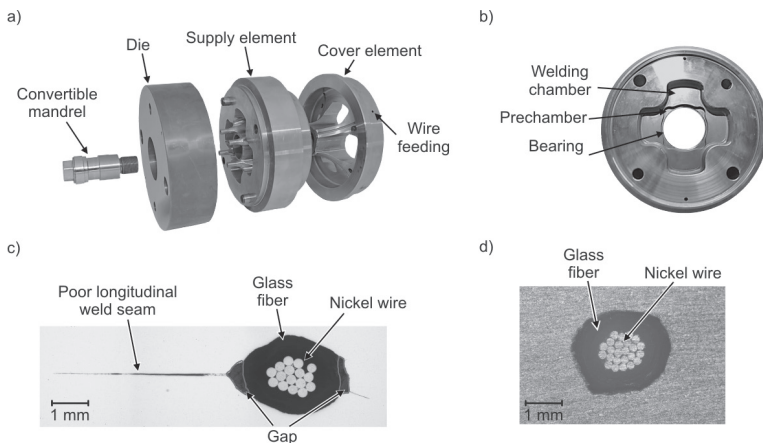 a)
Die
Supply element
Cover element
Convertible
mandrel
Wire
feeding
b)
Welding
chamber
Prechamber
Bearing
c)
Poor longitudinal
weld seam
Glass
fiber
Nickel wire
1 mm
Gap
d)
Glass
fiber
Nickel wire
1 mm